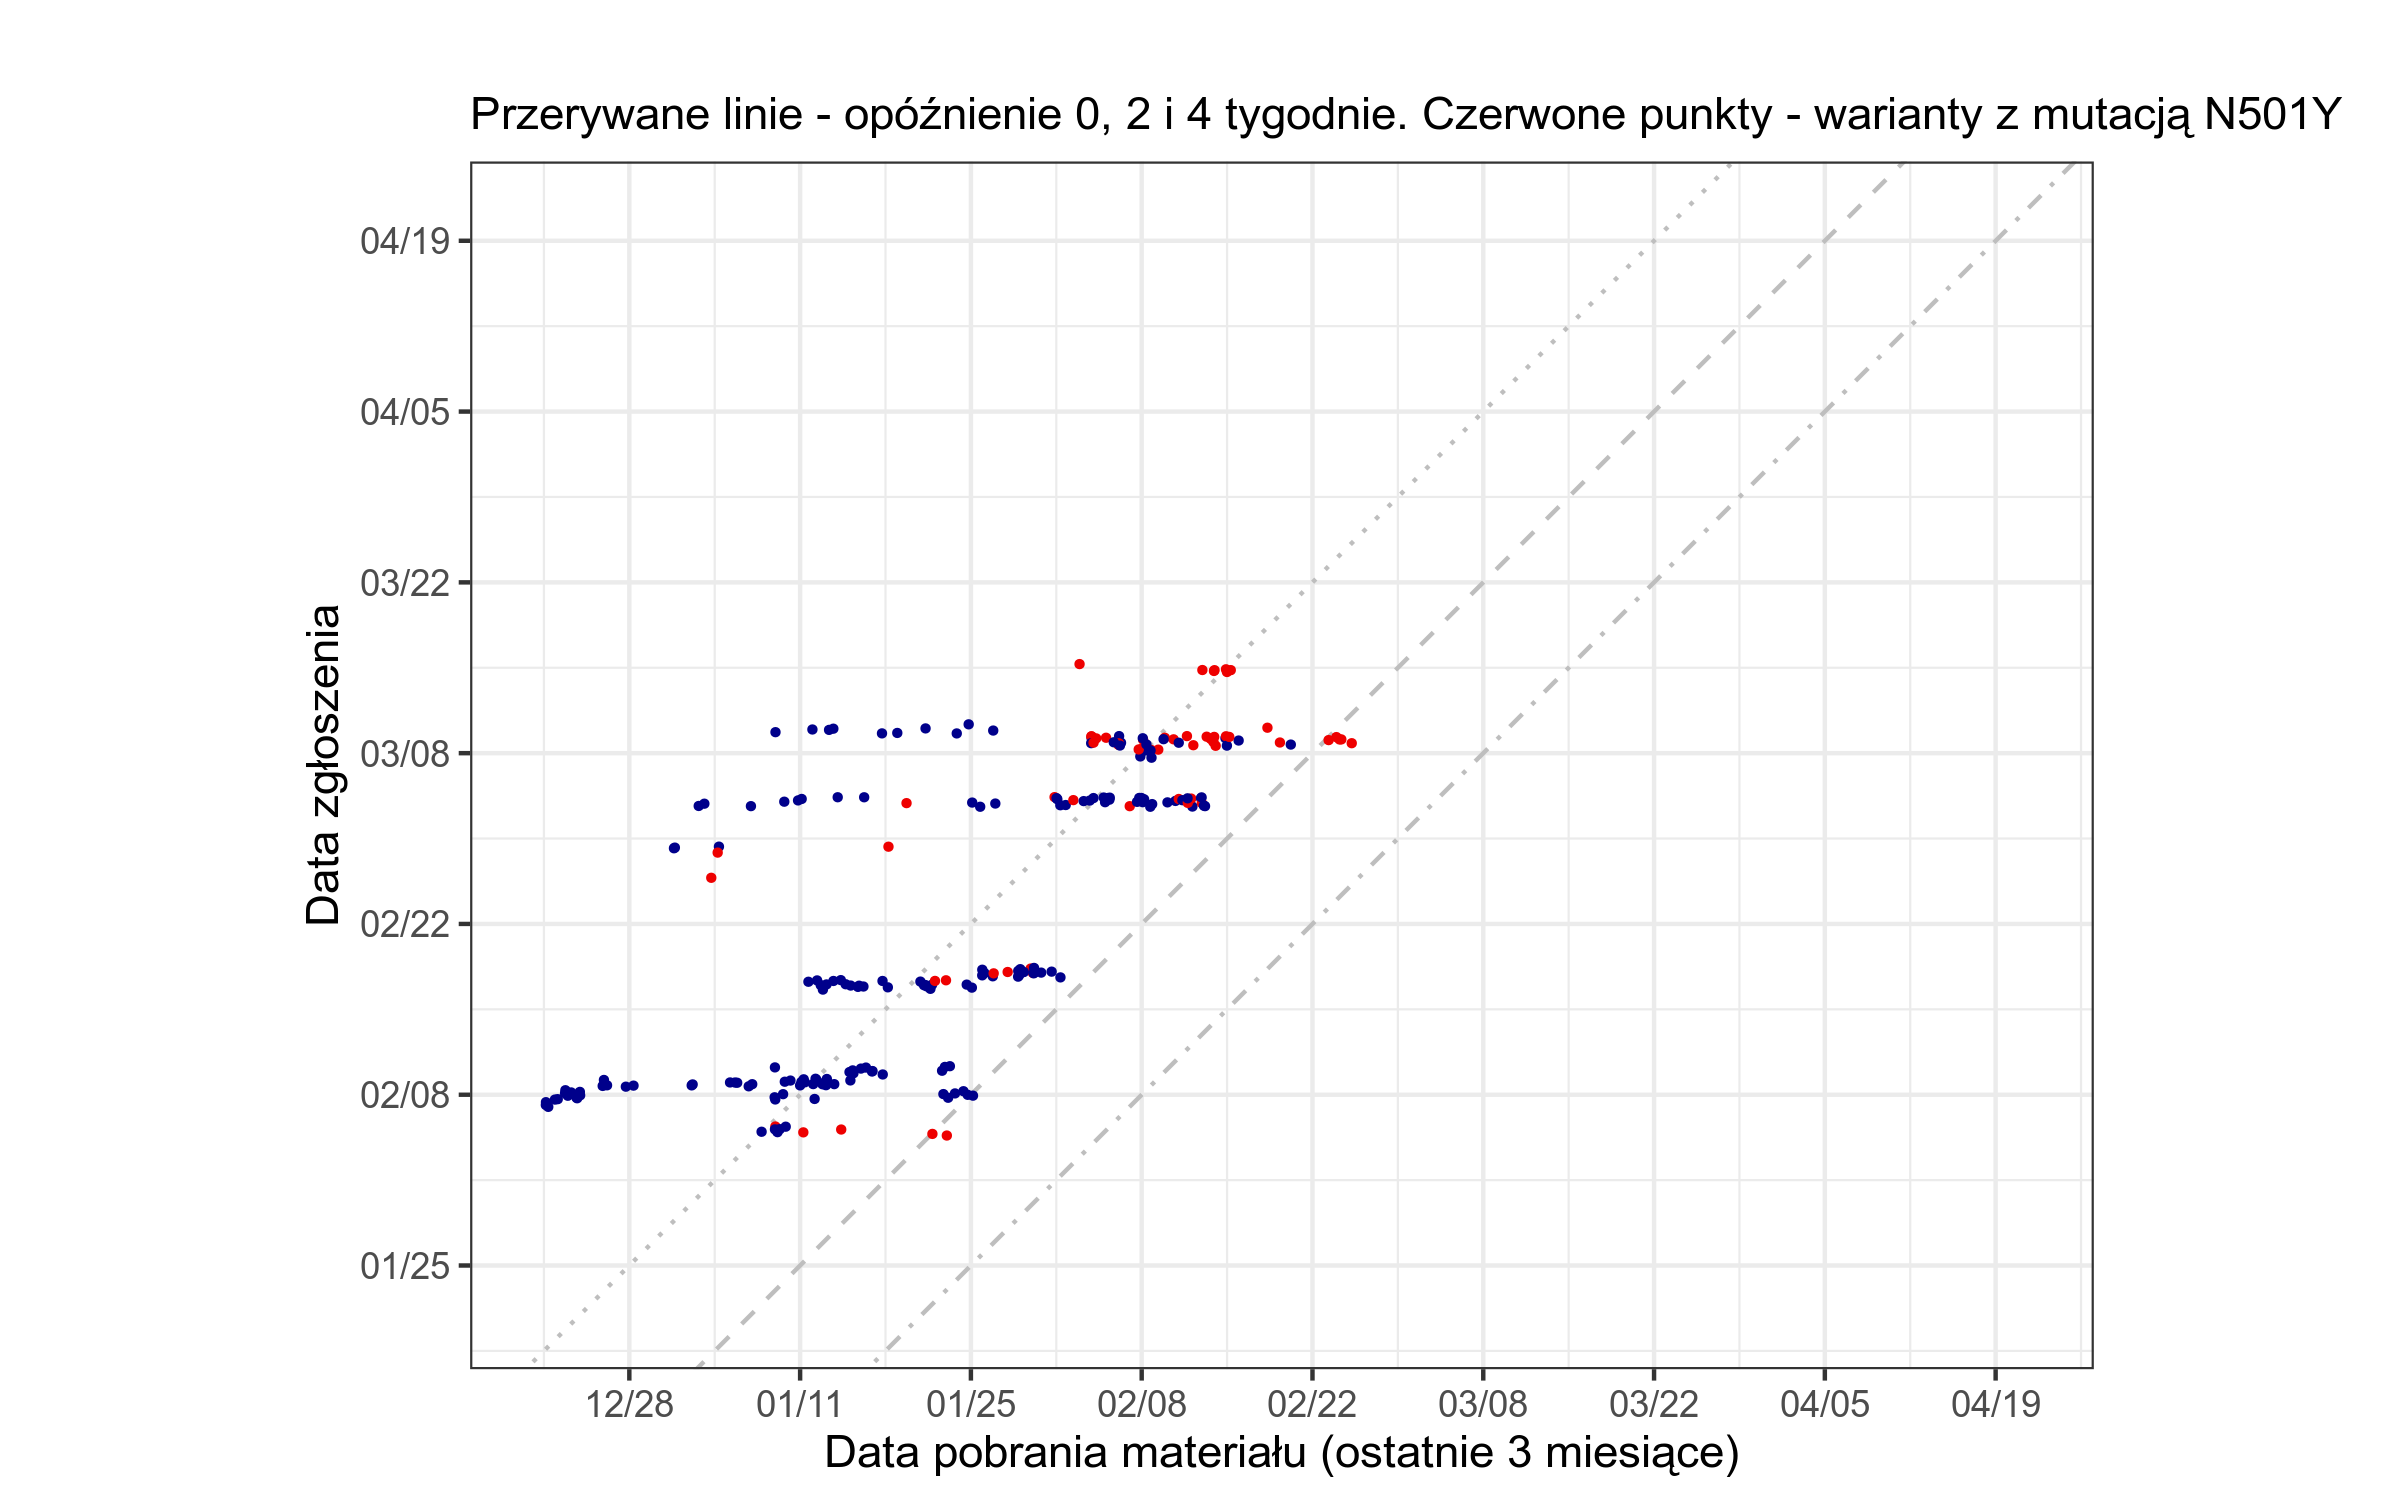 Przerywane linie - opóźnienie 0, 2 i 4 tygodnie. Czerwone punkty - warianty z mutacją N501Y
04/19
04/05
03/22
03/08
02/22
02/08
01/25
Data zgłoszenia
12/28 01/11 01/25 02/08 02/22 03/08 03/22 04/05 04/19
Data pobrania materiału (ostatnie 3 miesiące)